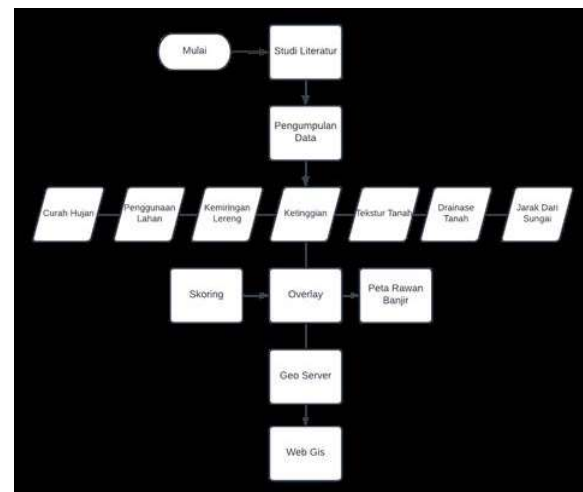 Mulai
Studi Literatur
Pengumpulan
Data
Curah Hujan
Penggunaan
Lahan
Kemiringan
Lereng
Ketinggian
Tekstur Tanah
Drainase
Tanah
Jarak Dari
Sungai
Skoring
Overlay
Peta Rawan
Banjir
Geo Server
Web Gis